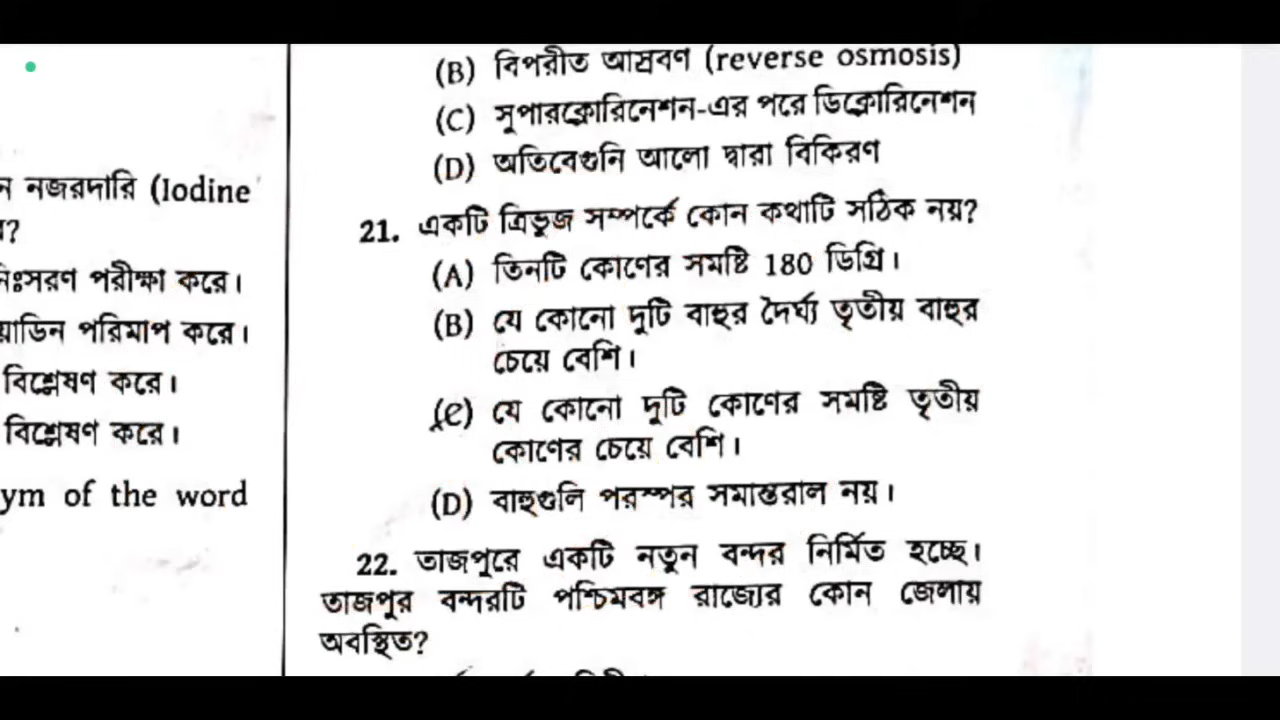 ন নজরদারি (Iodine
?
নিঃসরণ পরীক্ষা করে।
য়োডিন পরিমাপ করে।
বিশ্লেষণ করে।
বিশ্লেষণ করে।
ym of the word
(B) বিপরীত আস্রবণ (reverse osmosis)
(C) সুপারক্লোরিনেশন-এর পরে ডিক্লোরিনেশন
(D) অতিবেগুনি আলো দ্বারা বিকিরণ
21. একটি ত্রিভুজ সম্পর্কে কোন কথাটি সঠিক নয়?
(A) তিনটি কোণের সমষ্টি 180 ডিগ্রি।
(B) যে কোনো দুটি বাহুর দৈর্ঘ্য তৃতীয় বাহুর
চেয়ে বেশি।
(C) যে কোনো দুটি কোণের সমষ্টি তৃতীয়
কোণের চেয়ে বেশি।
(D) বাহুগুলি পরস্পর সমান্তরাল নয়।
22. তাজপুরে একটি নতুন বন্দর নির্মিত হচ্ছে।
তাজপুর বন্দরটি পশ্চিমবঙ্গ রাজ্যের কোন জেলায়
অবস্থিত?